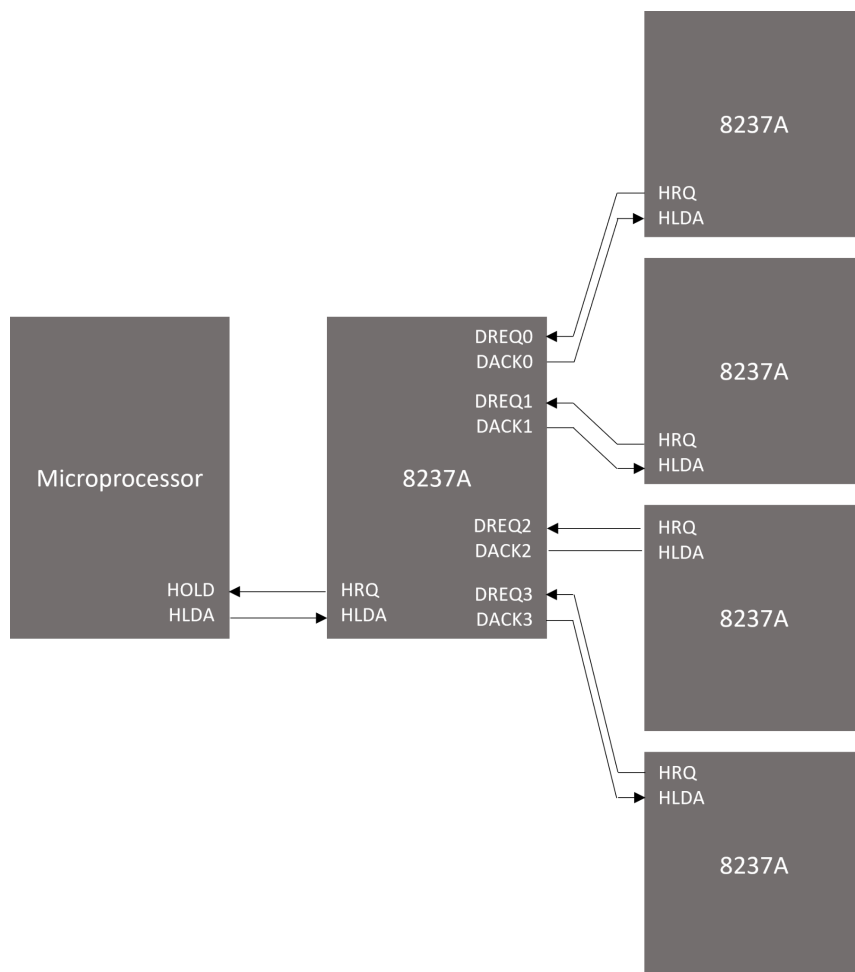 8237A
HRQ
HLDA
8237A
HRQ
HLDA
Microprocessor
HOLD
HLDA
DREQ0
DACK0
DREQ1
DACK1
8237A
DREQ2
DACK2
HRQ
DREQ3
HLDA
DACK3
HRQ
HLDA
8237A
HRQ
HLDA
8237A